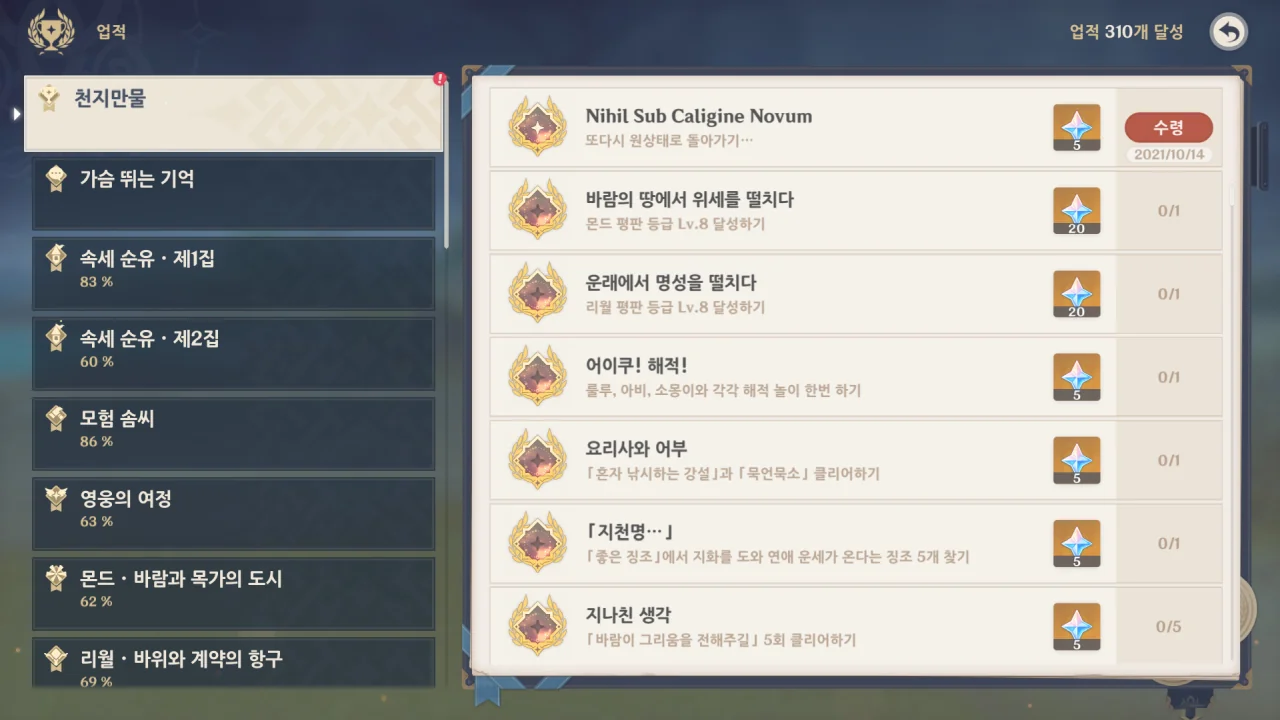 업적
업적 310개 달성
천지만물
!
가슴 뛰는 기억
속세 순유 · 제1집
83 %
속세 순유 · 제2집
60 %
모험 솜씨
86 %
영웅의 여정
63 %
몬드 · 바람과 목가의 도시
62 %
리월 · 바위와 계약의 항구
69 %
Nihil Sub Caligine Novum
또다시 원상태로 돌아가기…
5
수령
2021/10/14
바람의 땅에서 위세를 떨치다
몬드 평판 등급 Lv.8 달성하기
20
0/1
운래에서 명성을 떨치다
리월 평판 등급 Lv.8 달성하기
20
0/1
어이쿠! 해적!
룰루, 아비, 소몽이와 각각 해적 놀이 한번 하기
5
0/1
요리사와 어부
「혼자 낚시하는 강설」과 「묵언묵소」 클리어하기
5
0/1
「지천명…」
「좋은 징조」에서 지화를 도와 연애 운세가 온다는 징조 5개 찾기
5
0/1
지나친 생각
「바람이 그리움을 전해주길」 5회 클리어하기
5
0/5